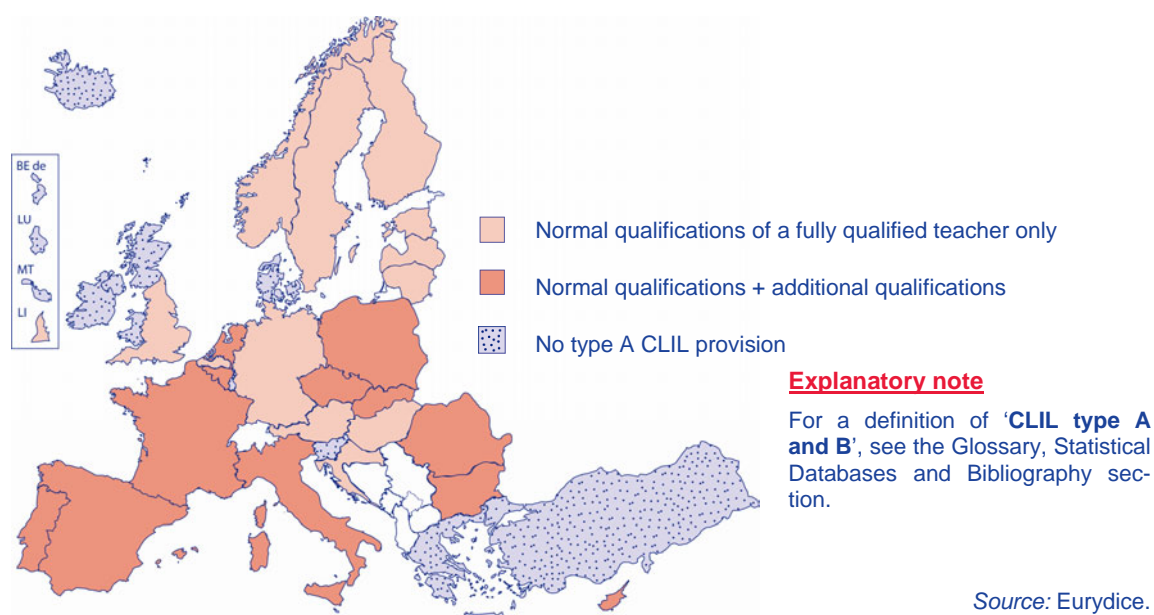 BE de
LU
MT
LI
Normal qualifications of a fully qualified teacher only
Normal qualifications + additional qualifications
No type A CLIL provision
Explanatory note
For a definition of ‘CLIL type A
and B’, see the Glossary, Statistical
Databases and Bibliography sec-
tion.
Source: Eurydice.